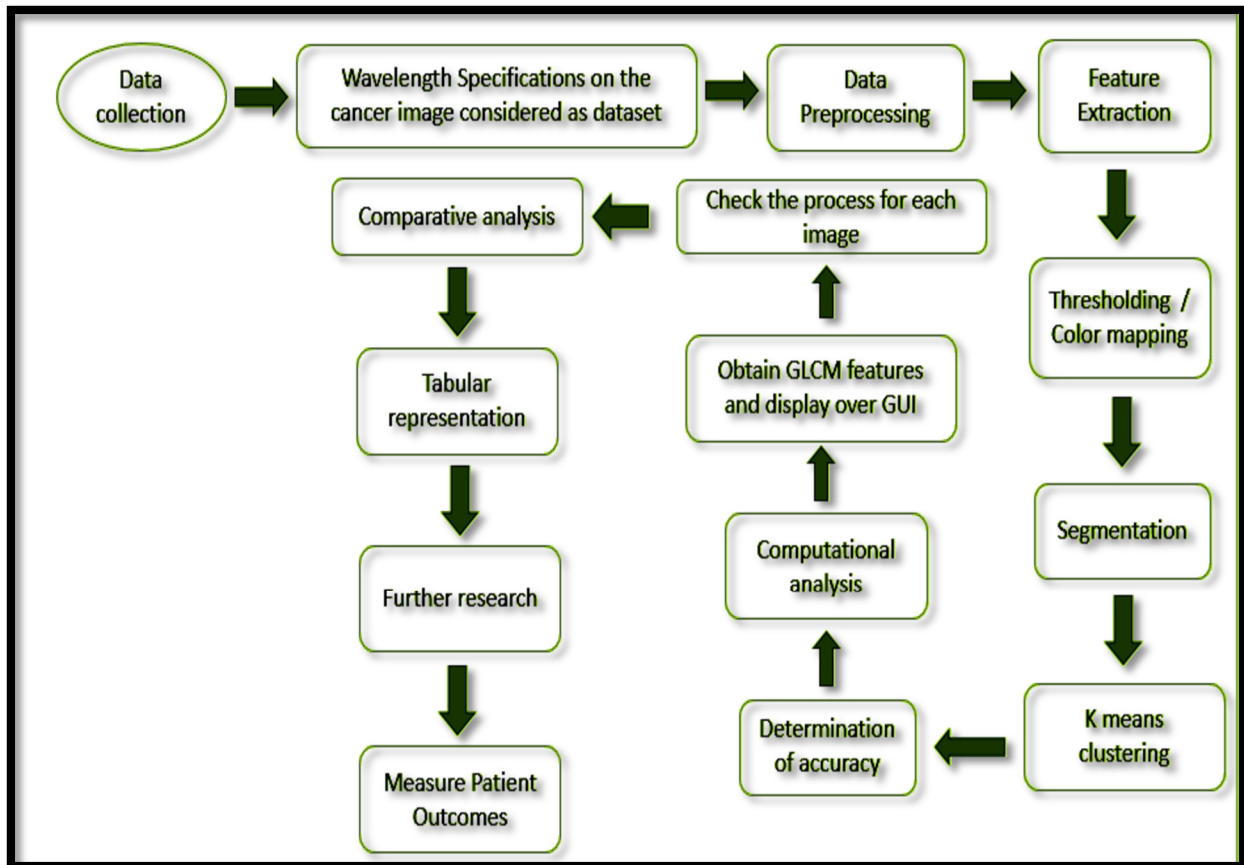 Data
collection
Wavelength Specifications on the
cancer image considered as dataset
Data
Preprocessing
Feature
Extraction
Thresholding /
Color mapping
Segmentation
K means
clustering
Determination
of accuracy
Computational
analysis
Obtain GLCM features
and display over GUI
Check the process for each
image
Comparative analysis
Tabular
representation
Further research
Measure Patient
Outcomes